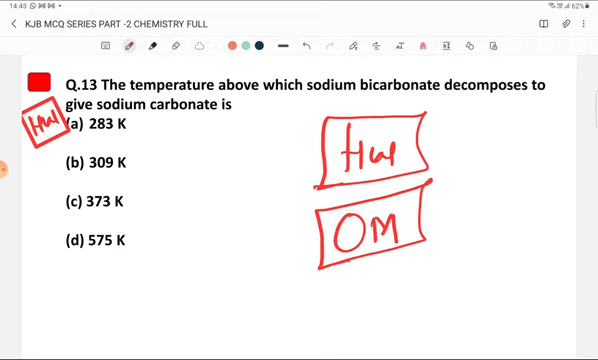 14:45
62%
KJB MCQ SERIES PART -2 CHEMISTRY FULL
Q.13 The temperature above which sodium bicarbonate decomposes to
give sodium carbonate is
HW
(a) 283 K
(b) 309 K
(c) 373 K
(d) 575 K
HW
OM